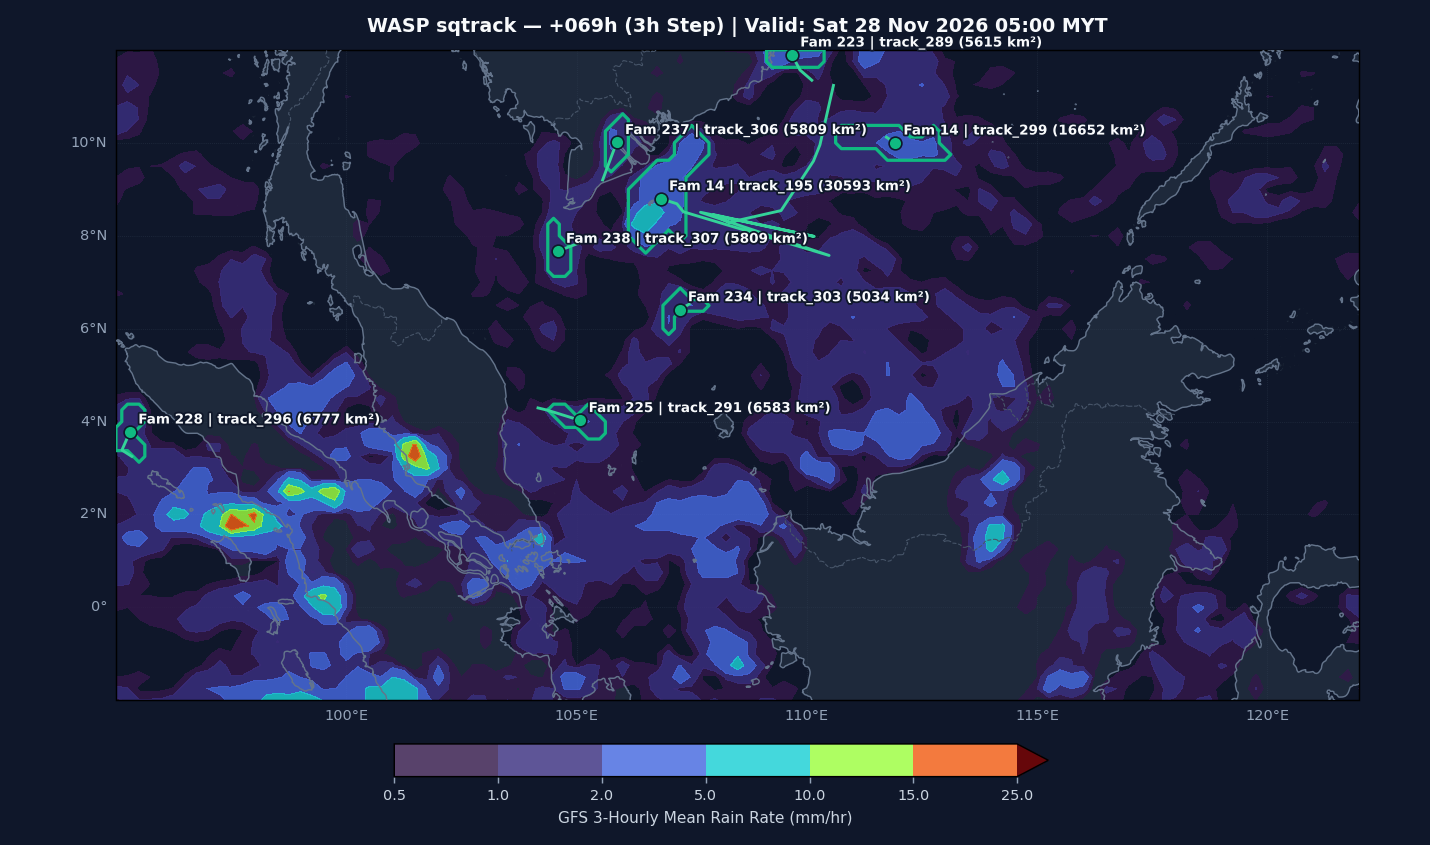 WASP sqtrack — +069h (3h Step) | Valid: Sat 28 Nov 2026 05:00 MYT
Fam 223 | track_289 (5615 km²)
Fam 237 | track_306 (5809 km²)
Fam 14 | track_299 (16652 km²)
10°N
Fam 14 | track_195 (30593 km²)
8°N
Fam 238 | track_307 (5809 km²)
Fam 234 | track_303 (5034 km²)
6°N
Fam 225 | track_291 (6583 km²)
4°N
Fam 228 | track_296 (6777 km²)
2°N
0°
100°E
105°E
110°E
115°E
120°E
0.5
1.0
2.0
5.0
10.0
15.0
25.0
GFS 3-Hourly Mean Rain Rate (mm/hr)